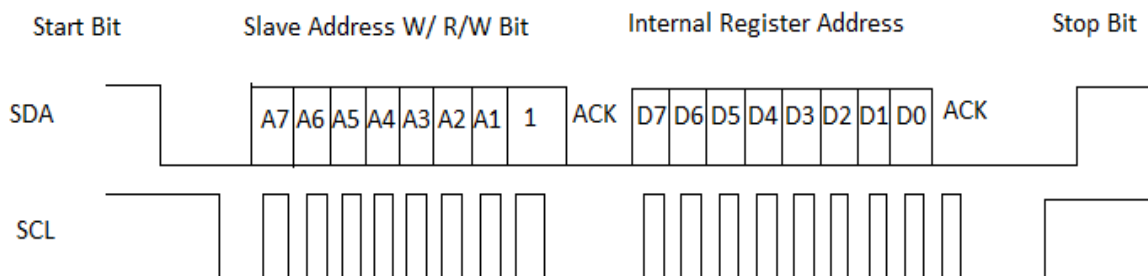 Start Bit Slave Address W/ R/W Bit Internal Register Address Stop Bit
SDA A7 A6 A5 A4 A3 A2 A1 1 ACK D7 D6 D5 D4 D3 D2 D1 D0 ACK
SCL